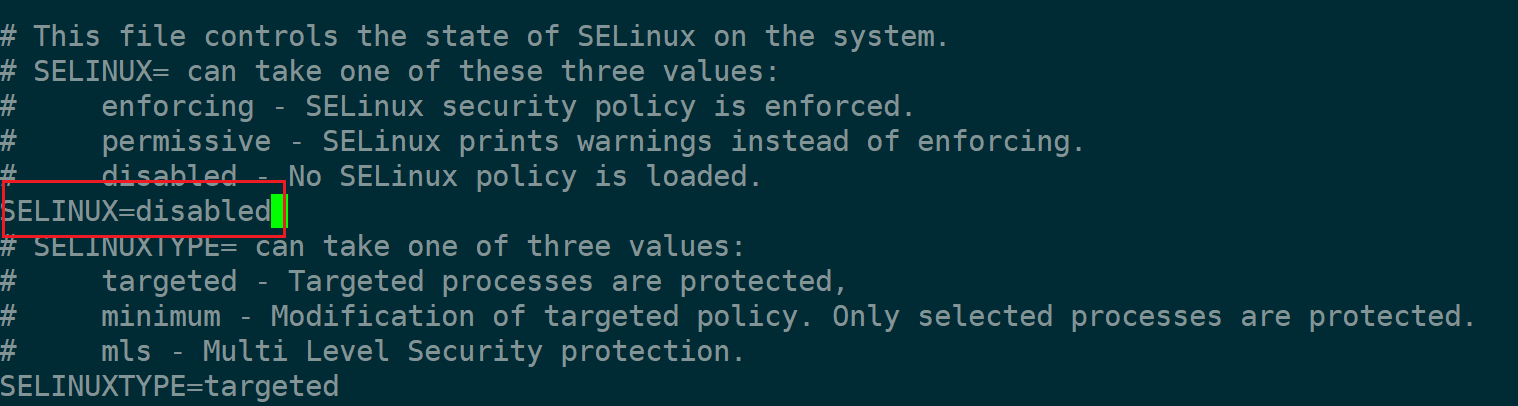 # This file controls the state of SELinux on the system.
# SELINUX= can take one of these three values:
#     enforcing - SELinux security policy is enforced.
#     permissive - SELinux prints warnings instead of enforcing.
#     disabled - No SELinux policy is loaded.
SELINUX=disabled
# SELINUXTYPE= can take one of three values:
#     targeted - Targeted processes are protected,
#     minimum - Modification of targeted policy. Only selected processes are protected.
#     mls - Multi Level Security protection.
SELINUXTYPE=targeted